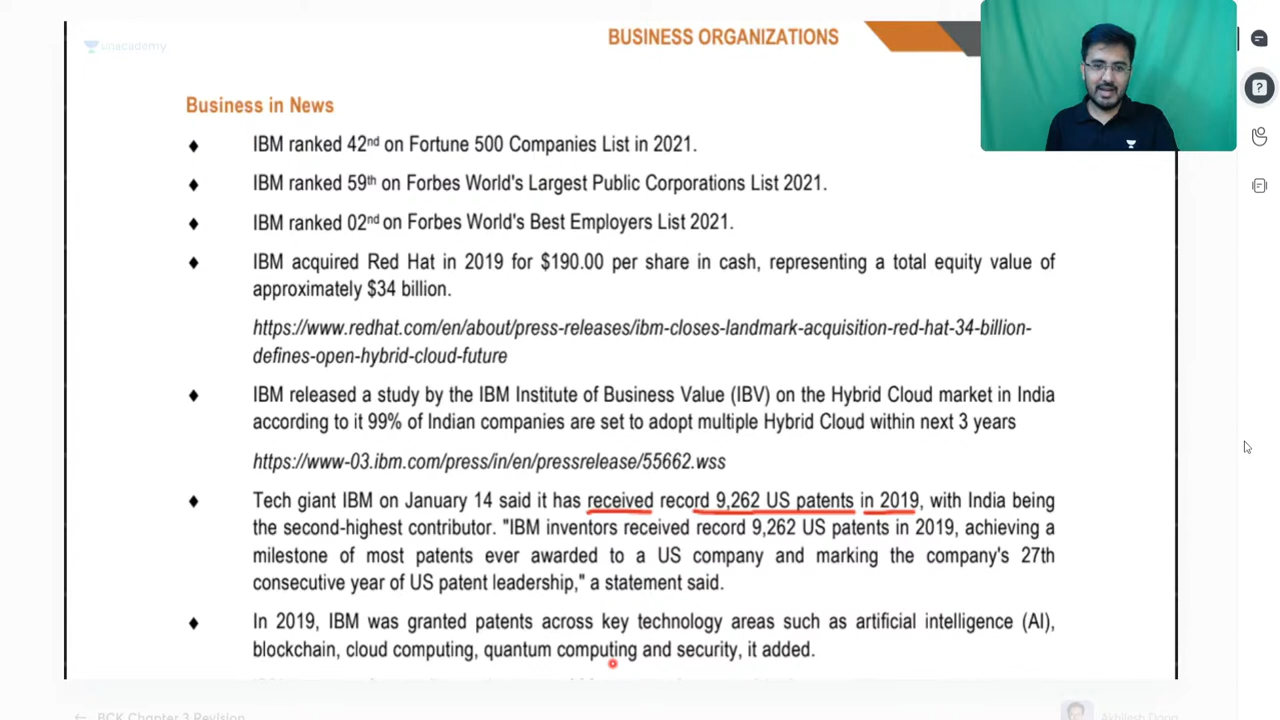 unacademy
BUSINESS ORGANIZATIONS
Business in News
♦ IBM ranked 42nd on Fortune 500 Companies List in 2021.
♦ IBM ranked 59th on Forbes World's Largest Public Corporations List 2021.
♦ IBM ranked 02nd on Forbes World's Best Employers List 2021.
♦ IBM acquired Red Hat in 2019 for $190.00 per share in cash, representing a total equity value of
approximately $34 billion.
https://www.redhat.com/en/about/press-releases/ibm-closes-landmark-acquisition-red-hat-34-billion-
defines-open-hybrid-cloud-future
♦ IBM released a study by the IBM Institute of Business Value (IBV) on the Hybrid Cloud market in India
according to it 99% of Indian companies are set to adopt multiple Hybrid Cloud within next 3 years
https://www-03.ibm.com/press/in/en/pressrelease/55662.wss
♦ Tech giant IBM on January 14 said it has received record 9,262 US patents in 2019, with India being
the second-highest contributor. "IBM inventors received record 9,262 US patents in 2019, achieving a
milestone of most patents ever awarded to a US company and marking the company's 27th
consecutive year of US patent leadership," a statement said.
♦ In 2019, IBM was granted patents across key technology areas such as artificial intelligence (AI),
blockchain, cloud computing, quantum computing and security, it added.
BCK Chapter 3 Revision